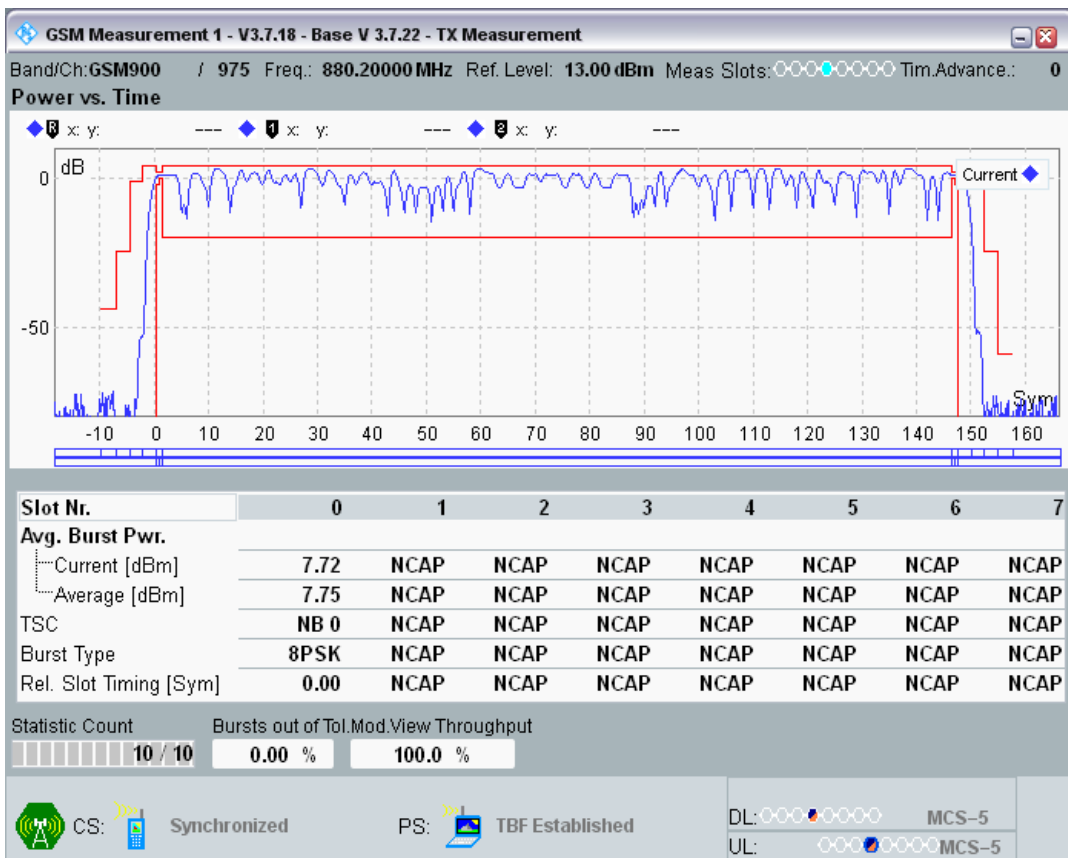 GSM Measurement 1 - V3.7.18 - Base V 3.7.22 - TX Measurement
Band/Ch:GSM900 / 975 Freq.: 880.20000 MHz Ref. Level: 13.00 dBm Meas Slots: Tim.Advance.: 0
Power vs. Time
R x: y: --- 1 x: y: --- 2 x: y: ---
dB
0
Current
-50
Sym
-10 0 10 20 30 40 50 60 70 80 90 100 110 120 130 140 150 160
Slot Nr. 0 1 2 3 4 5 6 7
Avg. Burst Pwr.
Current [dBm] 7.72 NCAP NCAP NCAP NCAP NCAP NCAP NCAP
Average [dBm] 7.75 NCAP NCAP NCAP NCAP NCAP NCAP NCAP
TSC NB 0 NCAP NCAP NCAP NCAP NCAP NCAP NCAP
Burst Type 8PSK NCAP NCAP NCAP NCAP NCAP NCAP NCAP
Rel. Slot Timing [Sym] 0.00 NCAP NCAP NCAP NCAP NCAP NCAP NCAP
Statistic Count Bursts out of Tol.Mod.View Throughput
10 / 10 0.00 % 100.0 %
CS: Synchronized PS: TBF Established
DL: MCS-5
UL: MCS-5